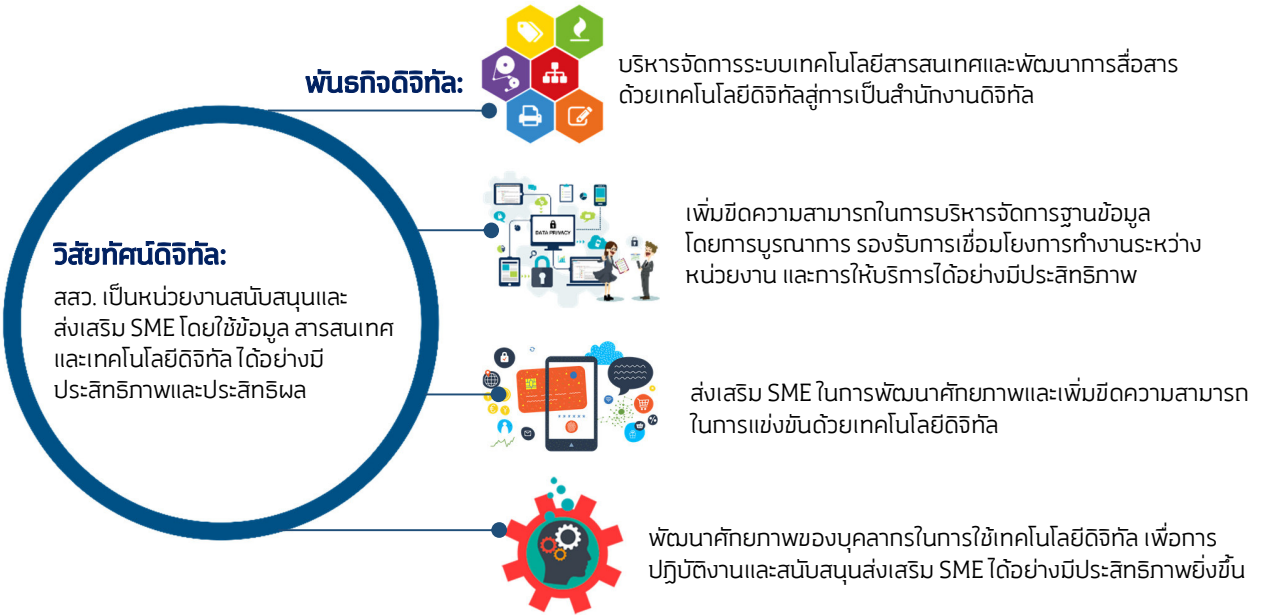 พันธกิจดิจิทัล:
บริหารจัดการระบบเทคโนโลยีสารสนเทศและพัฒนาการสื่อสาร
ด้วยเทคโนโลยีดิจิทัลสู่การเป็นสำนักงานดิจิทัล
DATA PRIVACY
เพิ่มขีดความสามารถในการบริหารจัดการฐานข้อมูล
โดยการบูรณาการ รองรับการเชื่อมโยงการทำงานระหว่าง
หน่วยงาน และการให้บริการได้อย่างมีประสิทธิภาพ
วิสัยทัศน์ดิจิทัล:
สสว. เป็นหน่วยงานสนับสนุนและ
ส่งเสริม SME โดยใช้ข้อมูล สารสนเทศ
และเทคโนโลยีดิจิทัล ได้อย่างมี
ประสิทธิภาพและประสิทธิผล
ส่งเสริม SME ในการพัฒนาศักยภาพและเพิ่มขีดความสามารถ
ในการแข่งขันด้วยเทคโนโลยีดิจิทัล
พัฒนาศักยภาพของบุคลากรในการใช้เทคโนโลยีดิจิทัล เพื่อการ
ปฏิบัติงานและสนับสนุนส่งเสริม SME ได้อย่างมีประสิทธิภาพยิ่งขึ้น